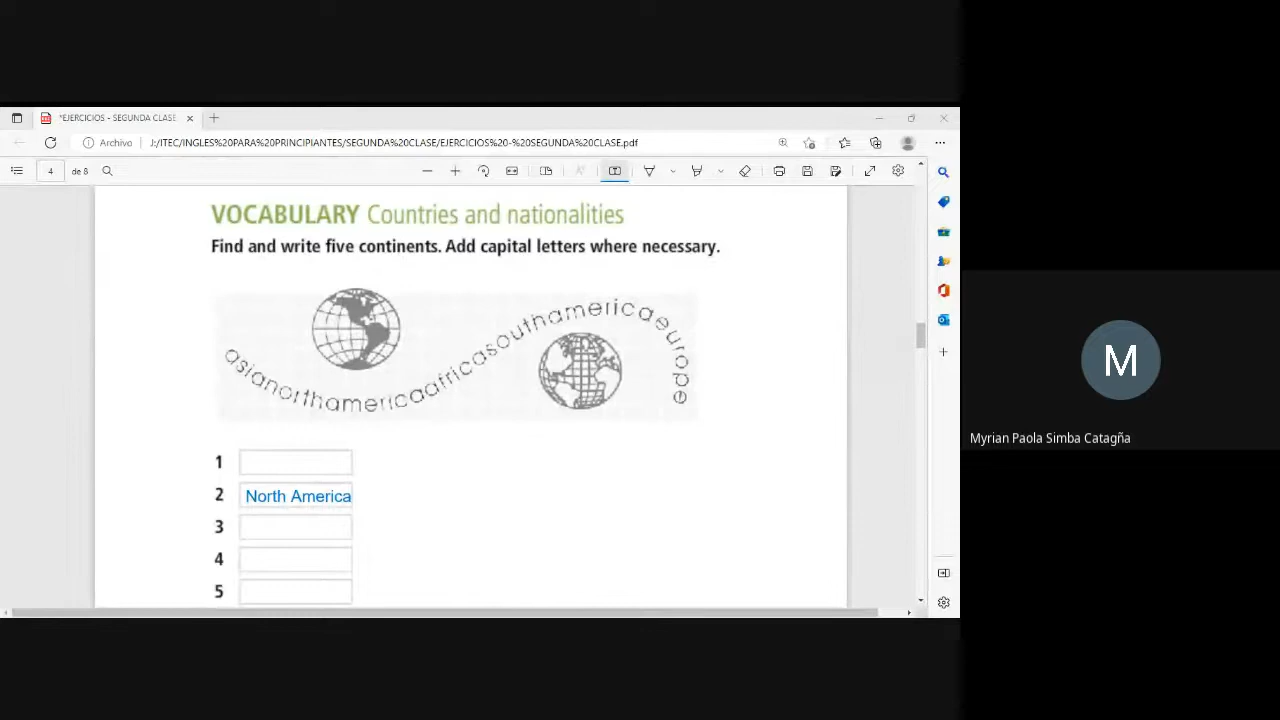 *EJERCICIOS - SEGUNDA CLASE
Archivo J:/ITEC/INGLES%20PARA%20PRINCIPIANTES/SEGUNDA%20CLASE/EJERCICIOS%20-%20SEGUNDA%20CLASE.pdf
4 de 8
VOCABULARY Countries and nationalities
Find and write five continents. Add capital letters where necessary.
asianorthamericaafricasouthamericaeurope
1
2 North America
3
4
5
M
Myrian Paola Simba Catagña